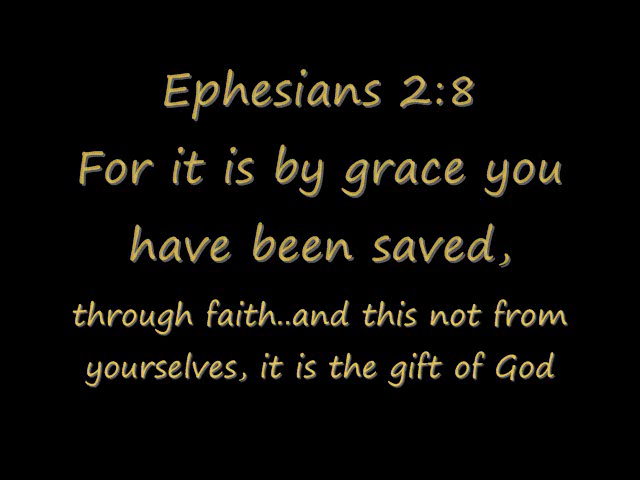 Ephesians 2:8
For it is by grace you
have been saved,
through faith..and this not from
yourselves, it is the gift of God